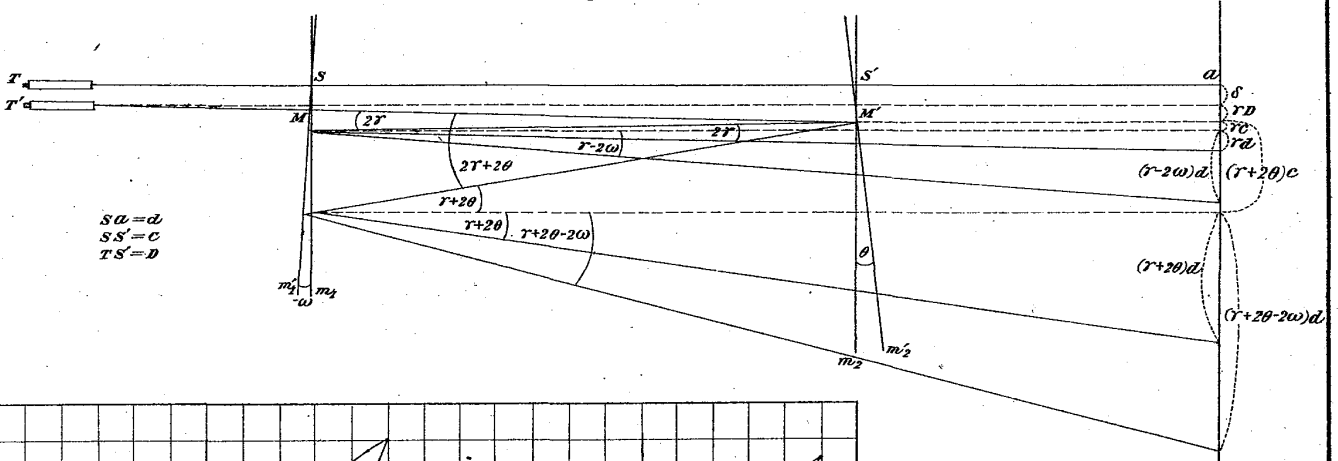 T
S
S'
a
δ
T'
γD
M
M'
γc
2γ
2γ
γd
γ-2ω
2γ+2θ
(γ-2ω)d
(γ+2θ)c
γ+2θ
Sa=d
SS'=C
TS'=D
γ+2θ
γ+2θ-2ω
θ
(γ+2θ)d
m'₁
m₁
-ω
(γ+2θ-2ω)d
m₂
m'₂